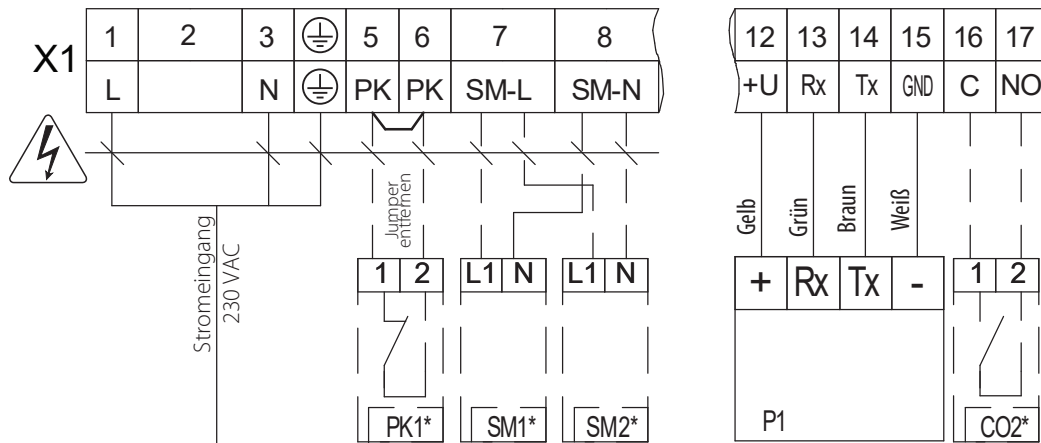 X1
1 2 3 5 6 7 8
L N PK PK SM-L SM-N
12 13 14 15 16 17
+U Rx Tx GND C NO
Stromeingang
230 VAC
Jumper
entfernen
Gelb
Grün
Braun
Weiß
1 2
L1 N
L1 N
+ Rx Tx -
1 2
PK1*
SM1*
SM2*
P1
CO2*